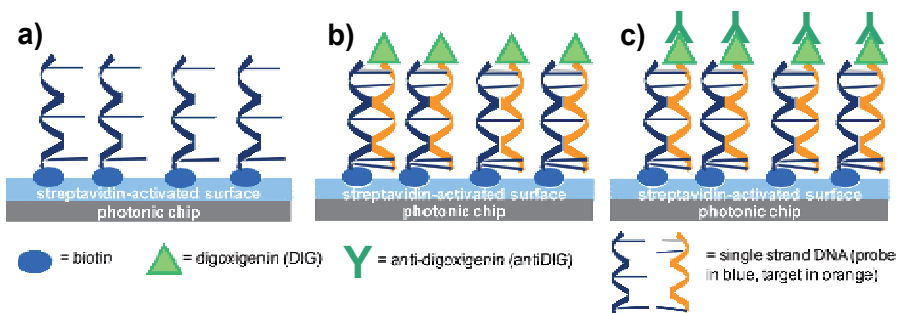 a)
b)
c)
streptavidin-activated surface
photonic chip
streptavidin-activated surface
photonic chip
streptavidin-activated surface
photonic chip
= biotin
= digoxigenin (DIG)
= anti-digoxigenin (antiDIG)
= single strand DNA (probe
in blue, target in orange)